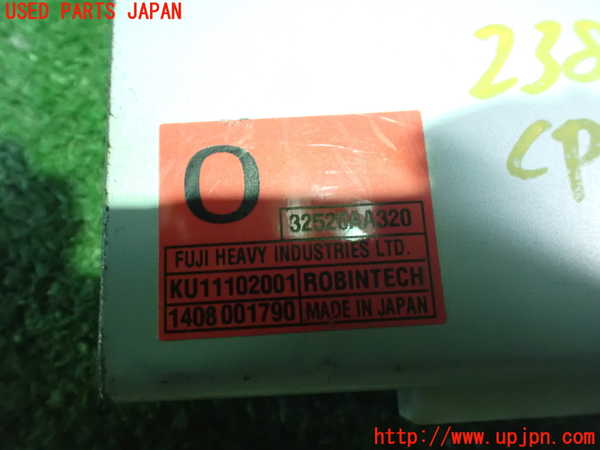 USED PARTS JAPAN
238
CP
O
32520AA320
FUJI HEAVY INDUSTRIES LTD.
KU11102001 ROBINTECH
1408 001790 MADE IN JAPAN
http://www.upjpn.com/